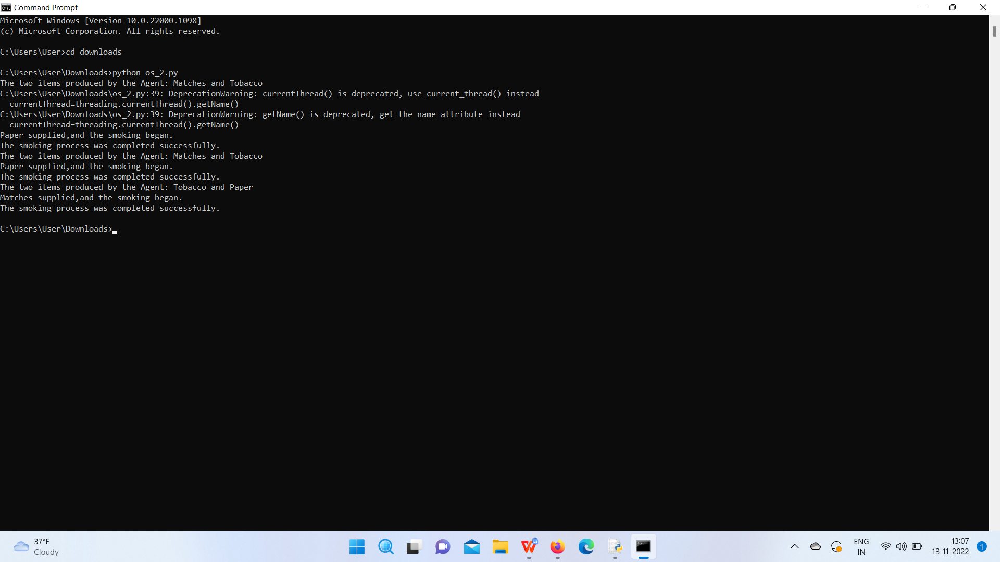 Command Prompt
Microsoft Windows [Version 10.0.22000.1098]
(c) Microsoft Corporation. All rights reserved.
C:\Users\User>cd downloads
C:\Users\User\Downloads>python os_2.py
The two items produced by the Agent: Matches and Tobacco
C:\Users\User\Downloads\os_2.py:39: DeprecationWarning: currentThread() is deprecated, use current_thread() instead
  currentThread=threading.currentThread().getName()
C:\Users\User\Downloads\os_2.py:39: DeprecationWarning: getName() is deprecated, get the name attribute instead
  currentThread=threading.currentThread().getName()
Paper supplied,and the smoking began.
The smoking process was completed successfully.
The two items produced by the Agent: Matches and Tobacco
Paper supplied,and the smoking began.
The smoking process was completed successfully.
The two items produced by the Agent: Tobacco and Paper
Matches supplied,and the smoking began.
The smoking process was completed successfully.
C:\Users\User\Downloads>
37°F
Cloudy
ENG
IN
13:07
13-11-2022
1